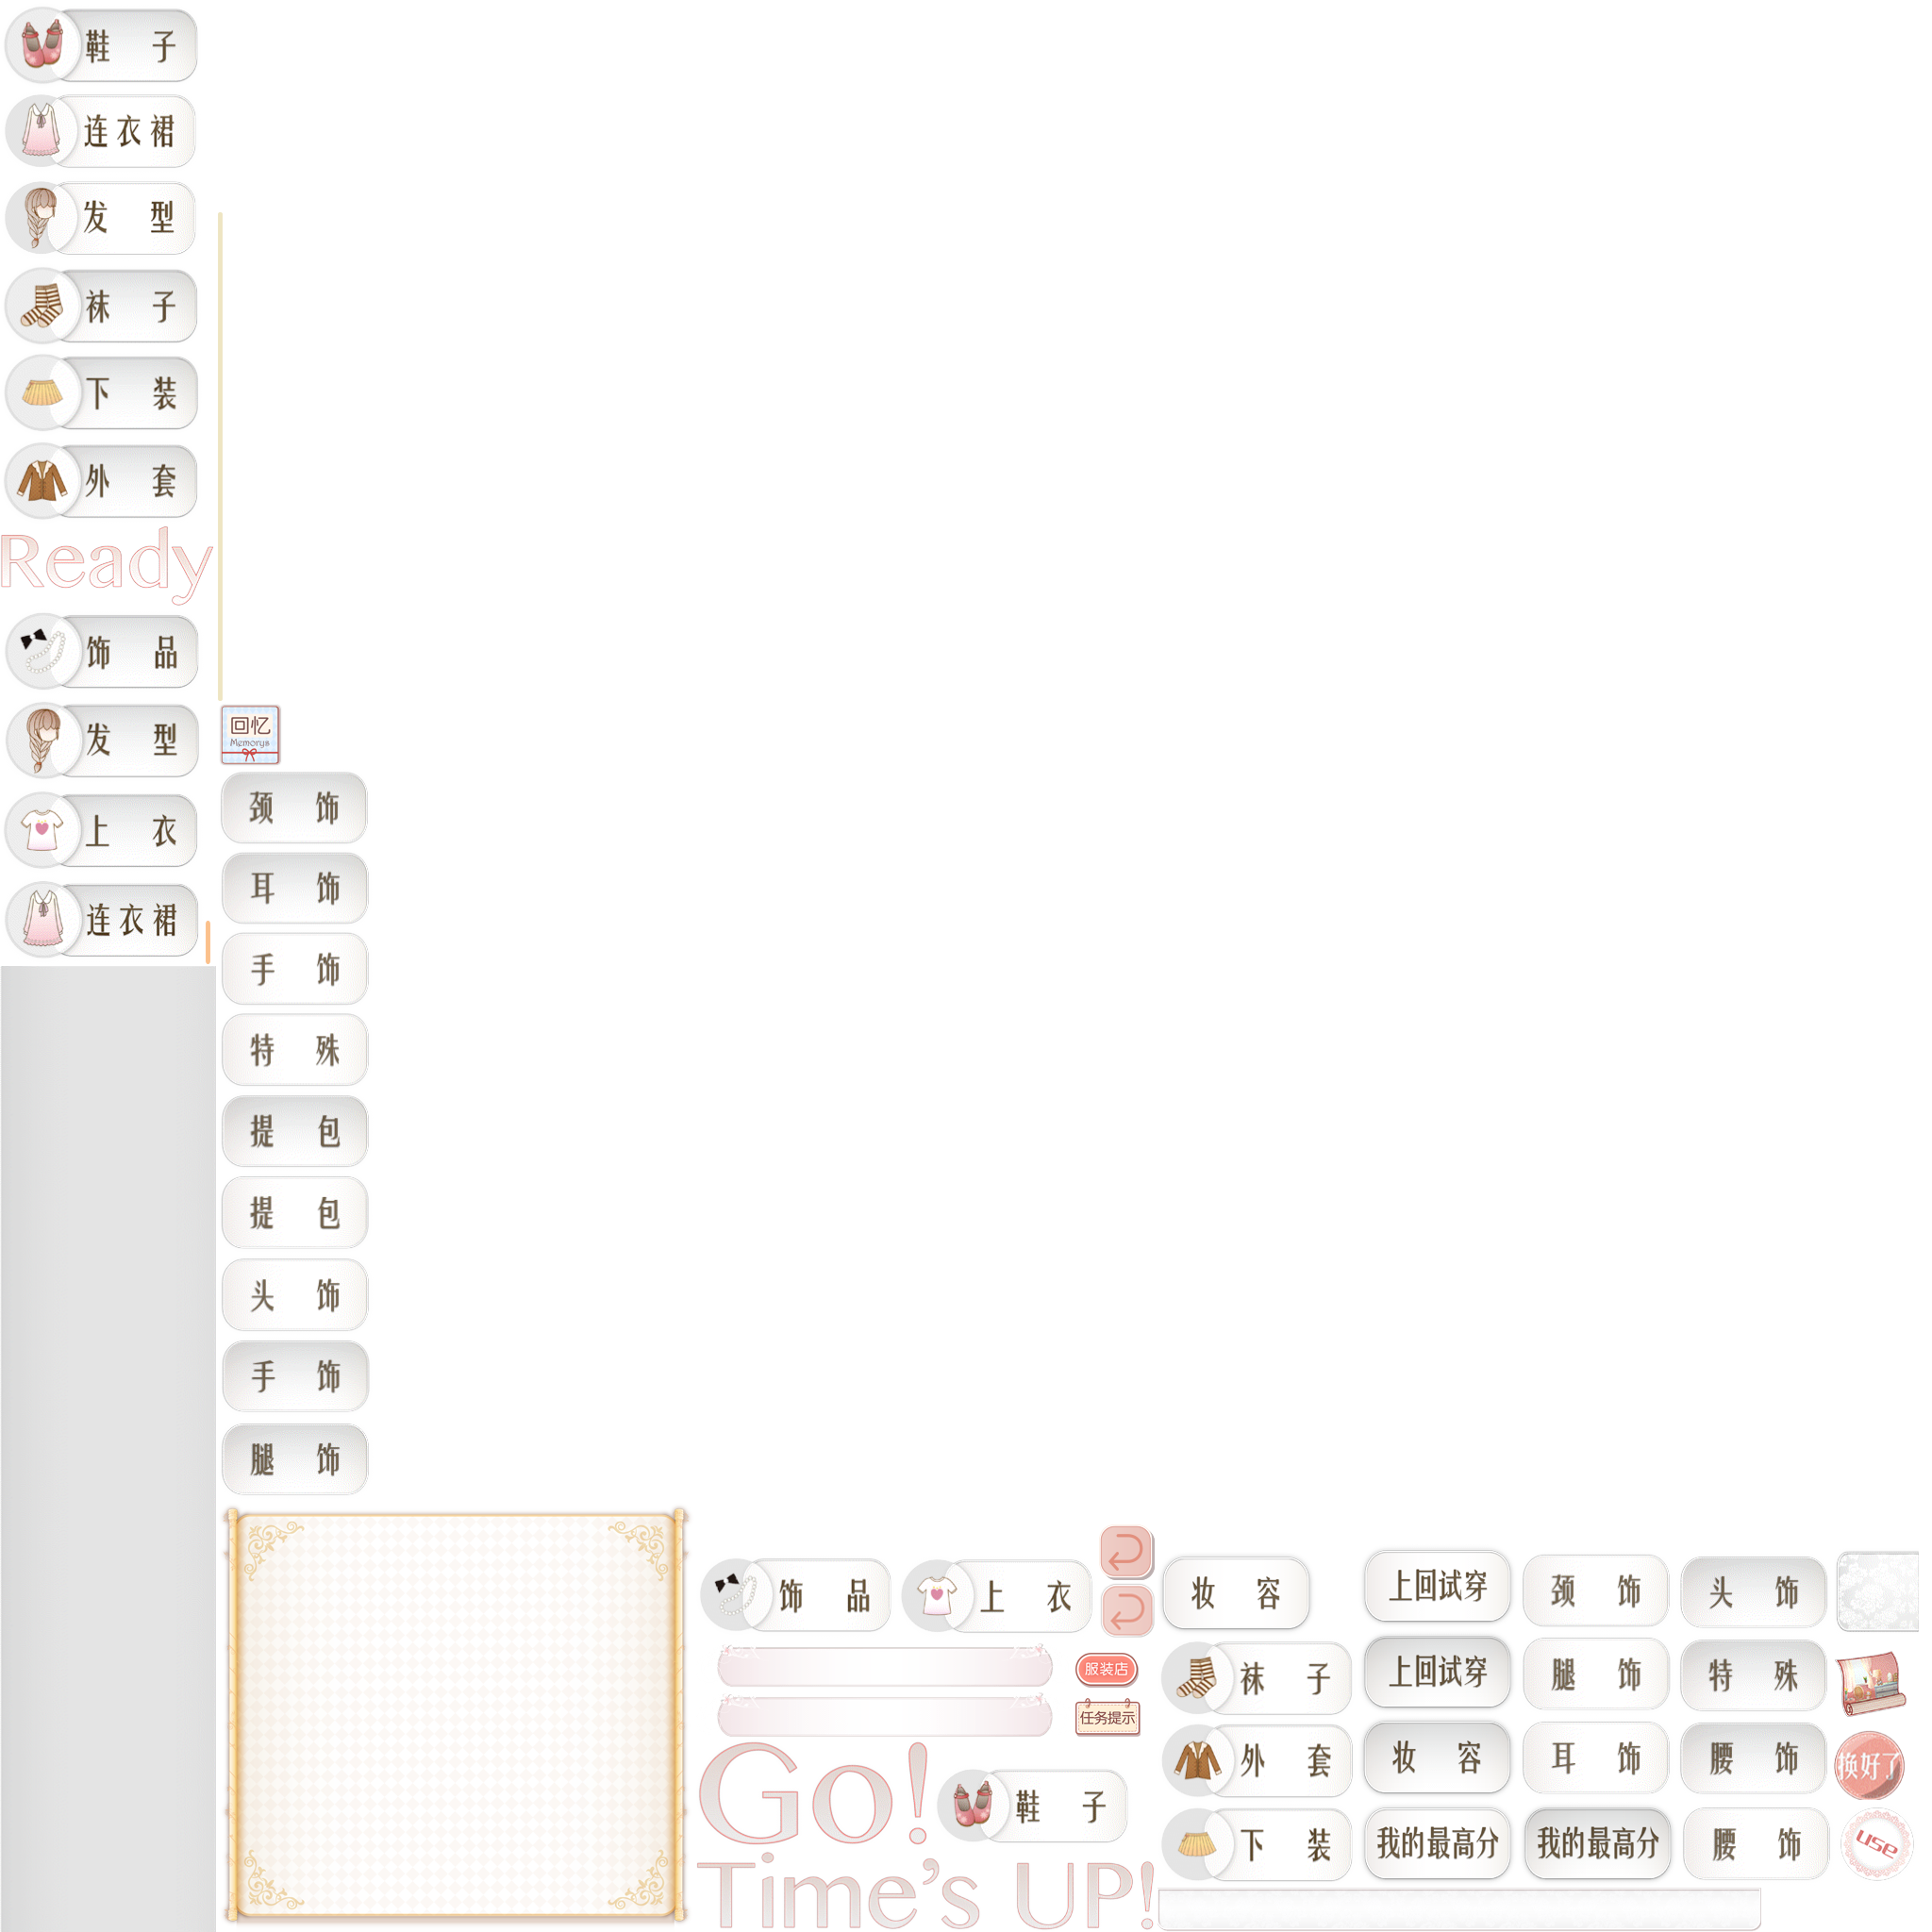 鞋 子
连衣裙
发 型
袜 子
下 装
外 套
Ready
饰 品
发 型
上 衣
连衣裙
回忆
Memorys
颈 饰
耳 饰
手 饰
特 殊
提 包
提 包
头 饰
手 饰
腿 饰
饰 品
上 衣
妆 容
上回试穿
颈 饰
头 饰
服装店
袜 子
上回试穿
腿 饰
特 殊
任务提示
Go!
鞋 子
外 套
妆 容
耳 饰
腰 饰
换好了
下 装
我的最高分
我的最高分
腰 饰
USE
Time's UP!